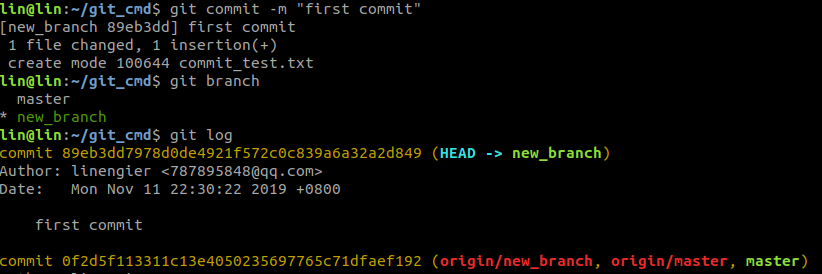 lin@lin:~/git_cmd$ git commit -m "first commit"
[new_branch 89eb3dd] first commit
 1 file changed, 1 insertion(+)
 create mode 100644 commit_test.txt
lin@lin:~/git_cmd$ git branch
  master
* new_branch
lin@lin:~/git_cmd$ git log
commit 89eb3dd7978d0de4921f572c0c839a6a32a2d849 (HEAD -> new_branch)
Author: linengier <787895848@qq.com>
Date:   Mon Nov 11 22:30:22 2019 +0800

    first commit

commit 0f2d5f113311c13e4050235697765c71dfaef192 (origin/new_branch, origin/master, master)